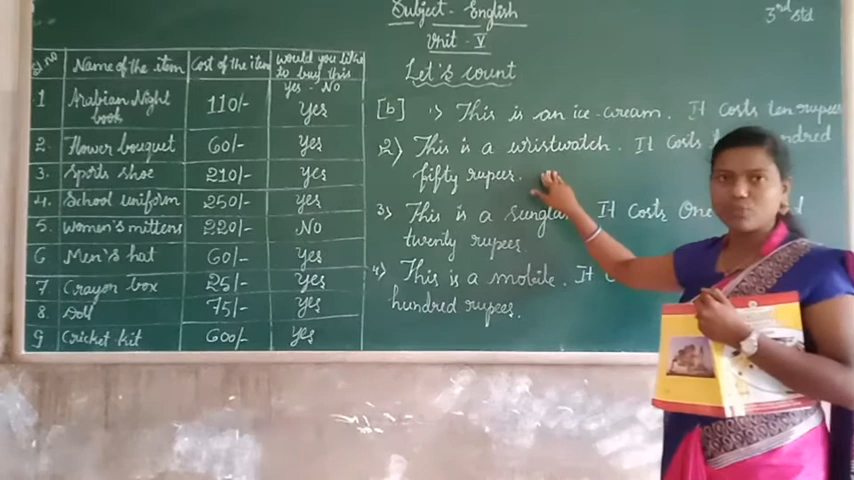 Subject - English
3rd std
Unit - V
Let's count
Sl no Name of the item Cost of the item would you like to buy this yes - No
1 Arabian Night book 110/- yes
2. Flower bouquet 60/- yes
3. Sports shoe 210/- yes
4. School uniform 250/- yes
5. Women's mittens 220/- No
6 Men's hat 60/- yes
7 Crayon box 25/- yes
8 Doll 75/- yes
9 Cricket kit 600/- yes
[b] 1) This is an ice-cream. It costs ten rupees
2) This is a wristwatch. It costs
fifty rupees.
3) This is a It costs One
twenty rupees.
4) This is a mobile. It
hundred rupees.